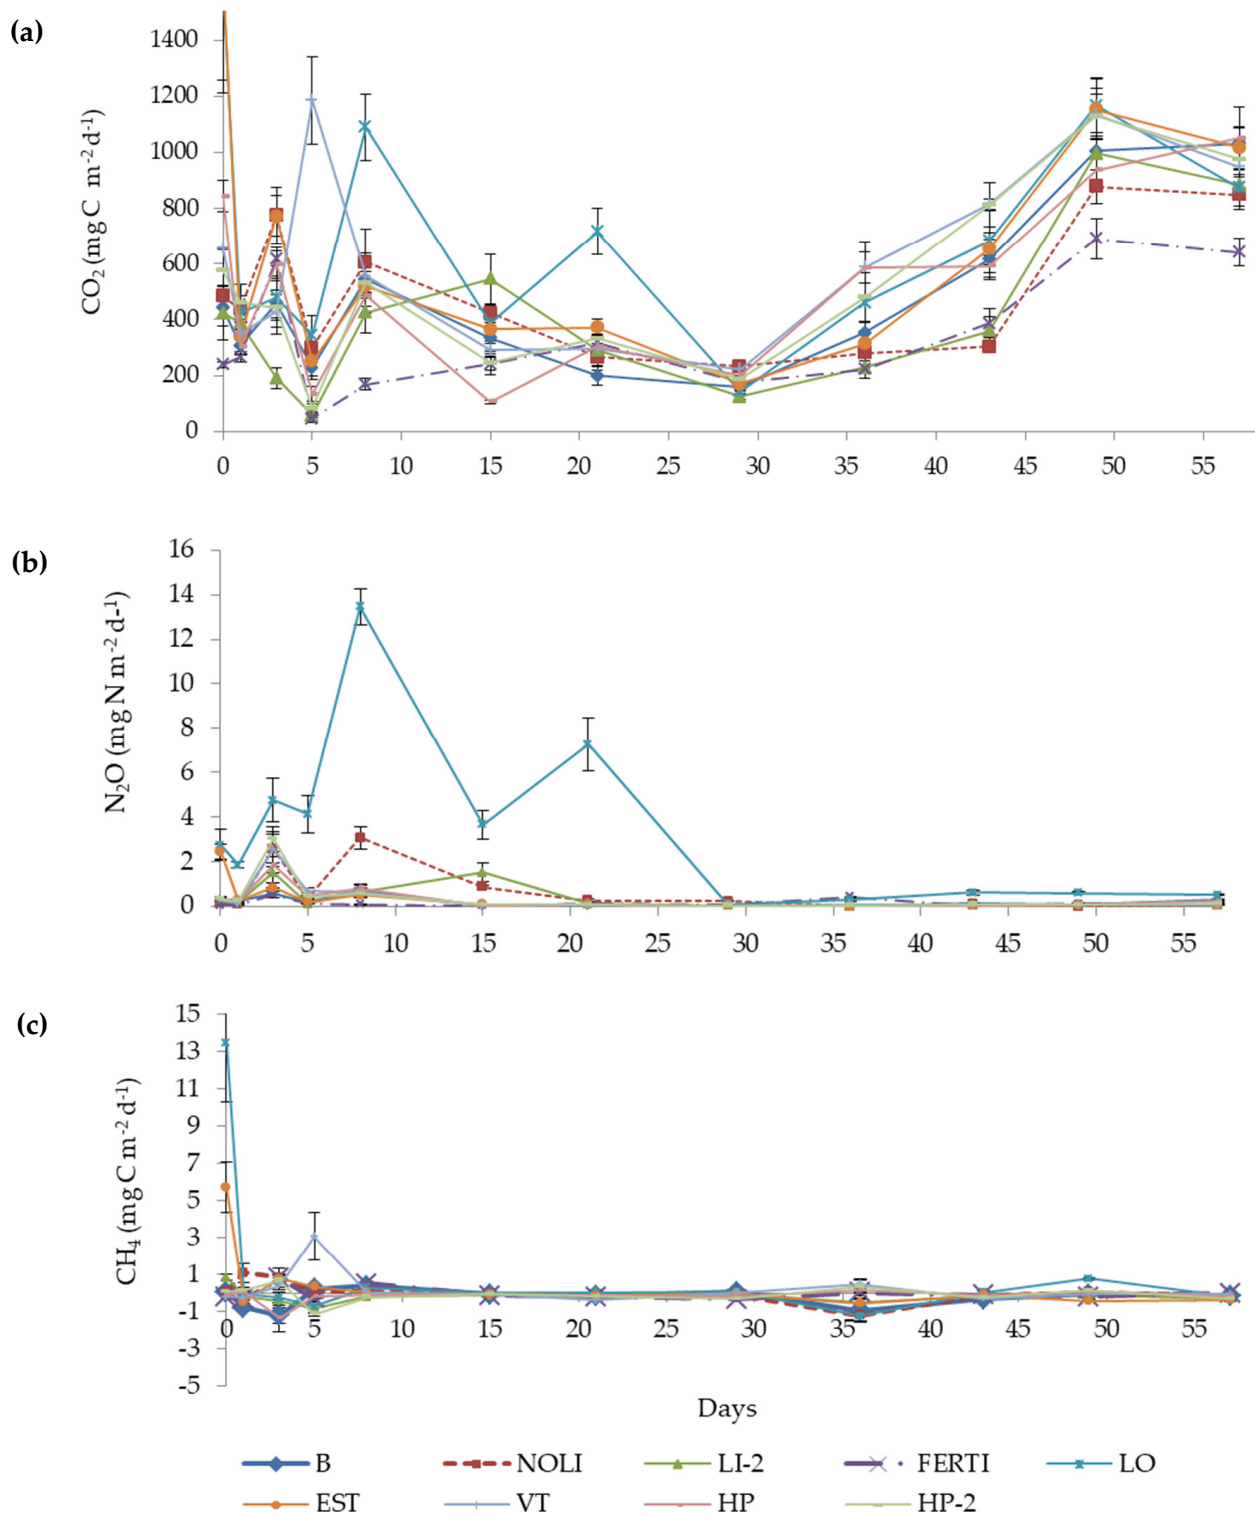 (a)
CO₂ (mg C m⁻² d⁻¹)
1400
1200
1000
800
600
400
200
0
0 5 10 15 20 25 30 35 40 45 50 55
(b)
N₂O (mg N m⁻² d-¹)
16
14
12
10
8
6
4
2
0
0 5 10 15 20 25 30 35 40 45 50 55
(c)
CH₄ (mg C m⁻² d⁻¹)
15
13
11
9
7
5
3
1
-1
-3
-5
0 5 10 15 20 25 30 35 40 45 50 55
Days
B NOLI LI-2 FERTI LO
EST VT HP HP-2